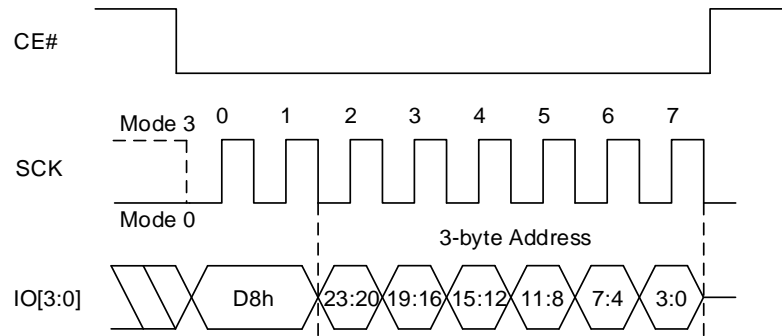 CE#
0 1 2 3 4 5 6 7
Mode 3
SCK
Mode 0
3-byte Address
IO[3:0] D8h 23:20 19:16 15:12 11:8 7:4 3:0